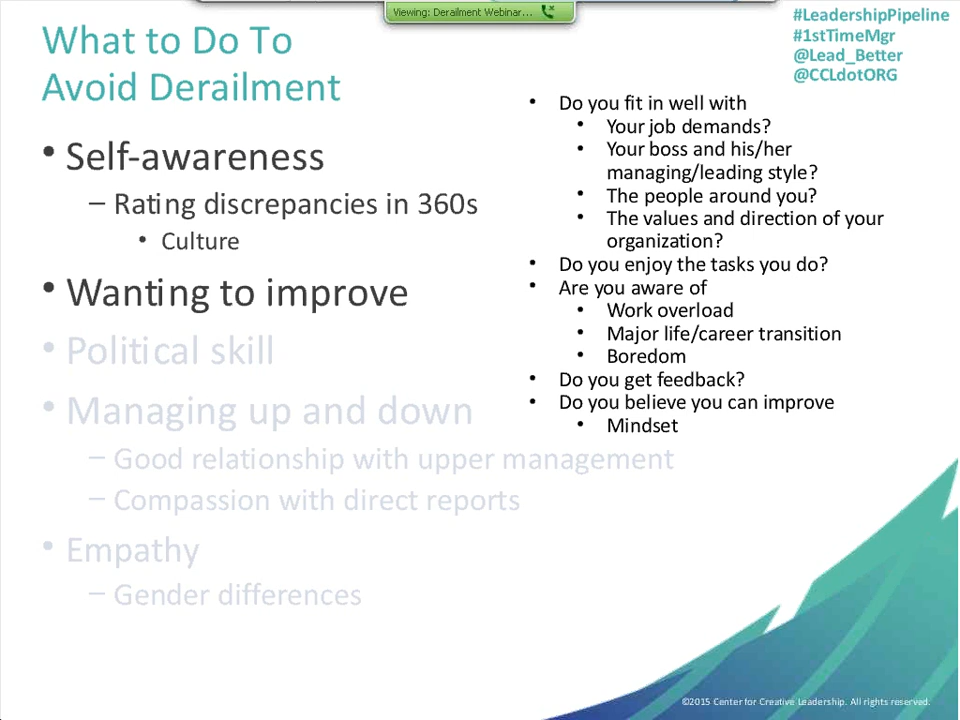 Viewing: Derailment Webinar...
#LeadershipPipeline
#1stTimeMgr
@Lead_Better
@CCLdotORG
What to Do To
Avoid Derailment
• Self-awareness
– Rating discrepancies in 360s
• Culture
• Wanting to improve
• Political skill
• Managing up and down
– Good relationship with upper management
– Compassion with direct reports
• Empathy
– Gender differences
• Do you fit in well with
• Your job demands?
• Your boss and his/her
managing/leading style?
• The people around you?
• The values and direction of your
organization?
• Do you enjoy the tasks you do?
• Are you aware of
• Work overload
• Major life/career transition
• Boredom
• Do you get feedback?
• Do you believe you can improve
• Mindset
©2015 Center for Creative Leadership. All rights reserved.